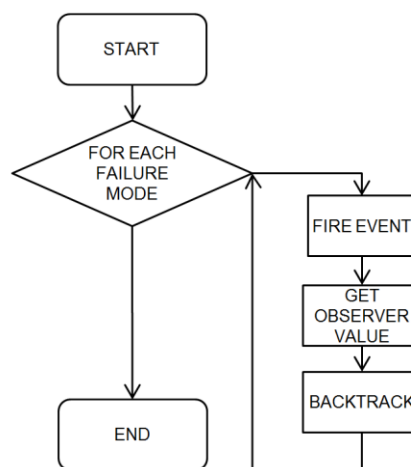 START
FOR EACH
FAILURE
MODE
FIRE EVENT
GET
OBSERVER
VALUE
BACKTRACK
END